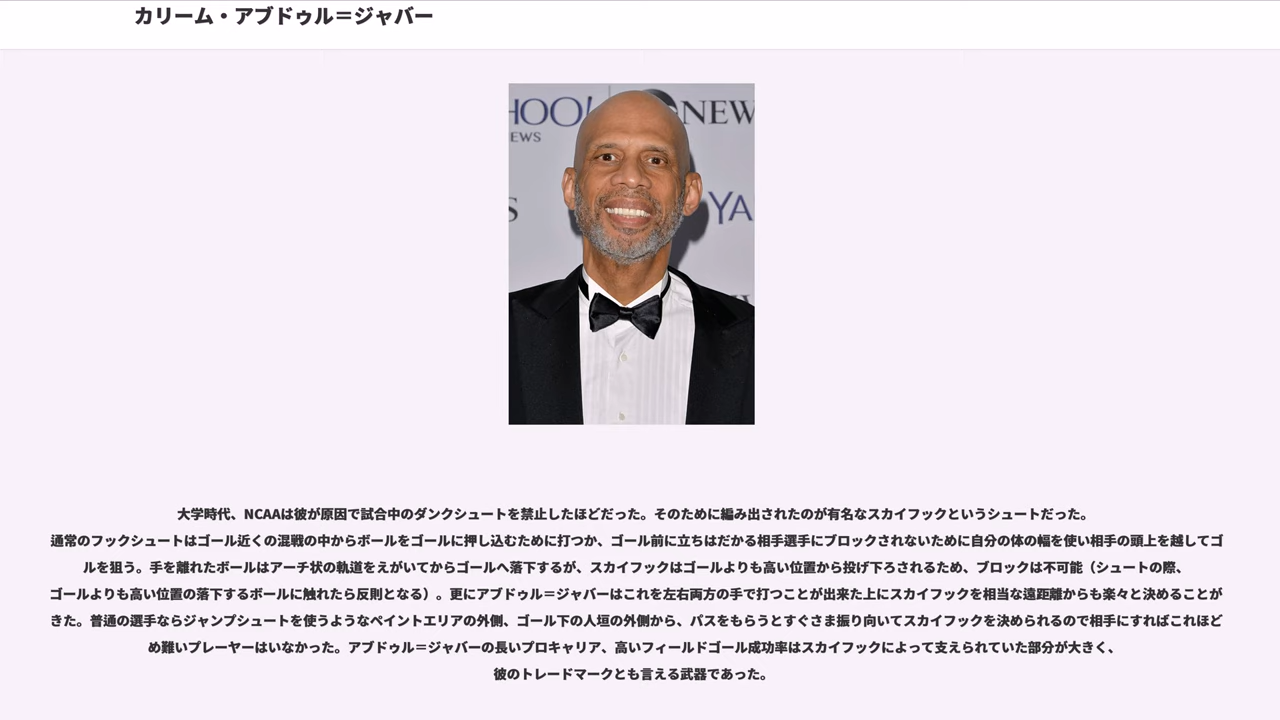 カリーム・アブドゥル＝ジャバー
HOO!
NEW
EWS
S
YA
大学時代、NCAAは彼が原因で試合中のダンクシュートを禁止したほどだった。そのために編み出されたのが有名なスカイフックというシュートだった。
通常のフックシュートはゴール近くの混戦の中からボールをゴールに押し込むために打つか、ゴール前に立ちはだかる相手選手にブロックされないために自分の体の幅を使い相手の頭上を越してゴ
ルを狙う。手を離れたボールはアーチ状の軌道をえがいてからゴールへ落下するが、スカイフックはゴールよりも高い位置から投げ下ろされるため、ブロックは不可能（シュートの際、
ゴールよりも高い位置の落下するボールに触れたら反則となる）。更にアブドゥル＝ジャバーはこれを左右両方の手で打つことが出来た上にスカイフックを相当な遠距離からも楽々と決めることが
きた。普通の選手ならジャンプシュートを使うようなペイントエリアの外側、ゴール下の人垣の外側から、パスをもらうとすぐさま振り向いてスカイフックを決められるので相手にすればこれほど
め難いプレーヤーはいなかった。アブドゥル＝ジャバーの長いプロキャリア、高いフィールドゴール成功率はスカイフックによって支えられていた部分が大きく、
彼のトレードマークとも言える武器であった。